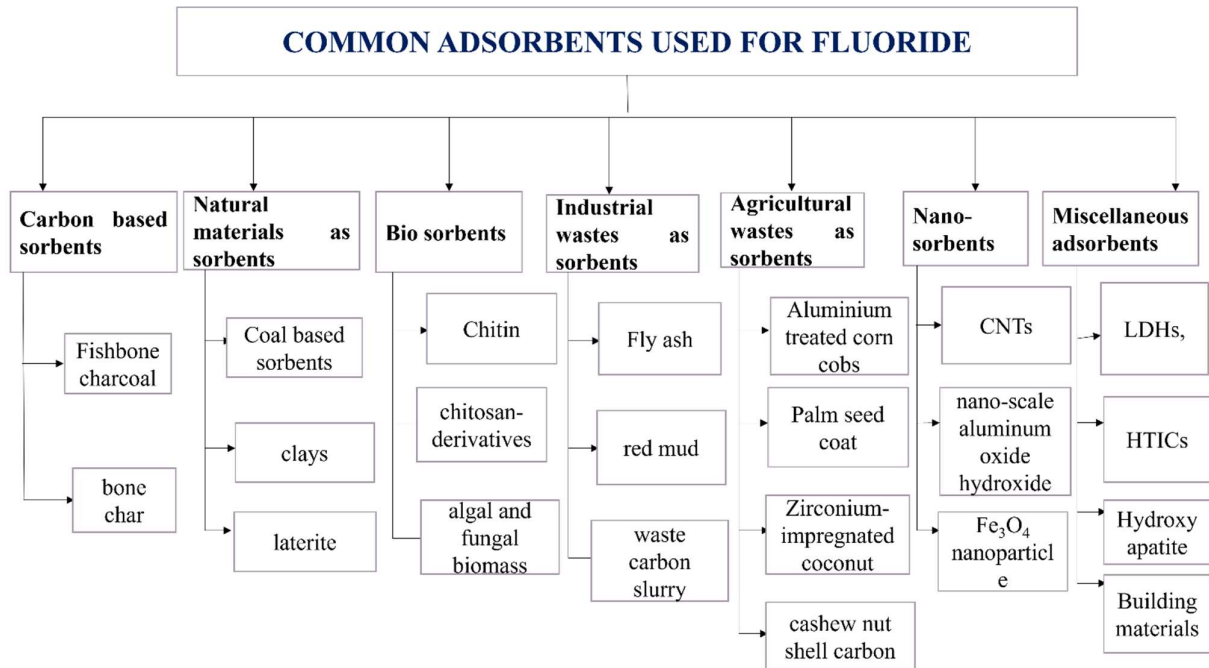 COMMON ADSORBENTS USED FOR FLUORIDE
Carbon based
sorbents
Fishbone
charcoal
bone
char
Natural
materials as
sorbents
Coal based
sorbents
clays
laterite
Bio sorbents
Chitin
chitosan-
derivatives
algal and
fungal
biomass
Industrial
wastes as
sorbents
Fly ash
red mud
waste
carbon
slurry
Agricultural
wastes as
sorbents
Aluminium
treated corn
cobs
Palm seed
coat
Zirconium-
impregnated
coconut
cashew nut
shell carbon
Nano-
sorbents
CNTs
nano-scale
aluminum
oxide
hydroxide
Fe₃O₄
nanoparticl
e
Miscellaneous
adsorbents
LDHs,
HTICs
Hydroxy
apatite
Building
materials